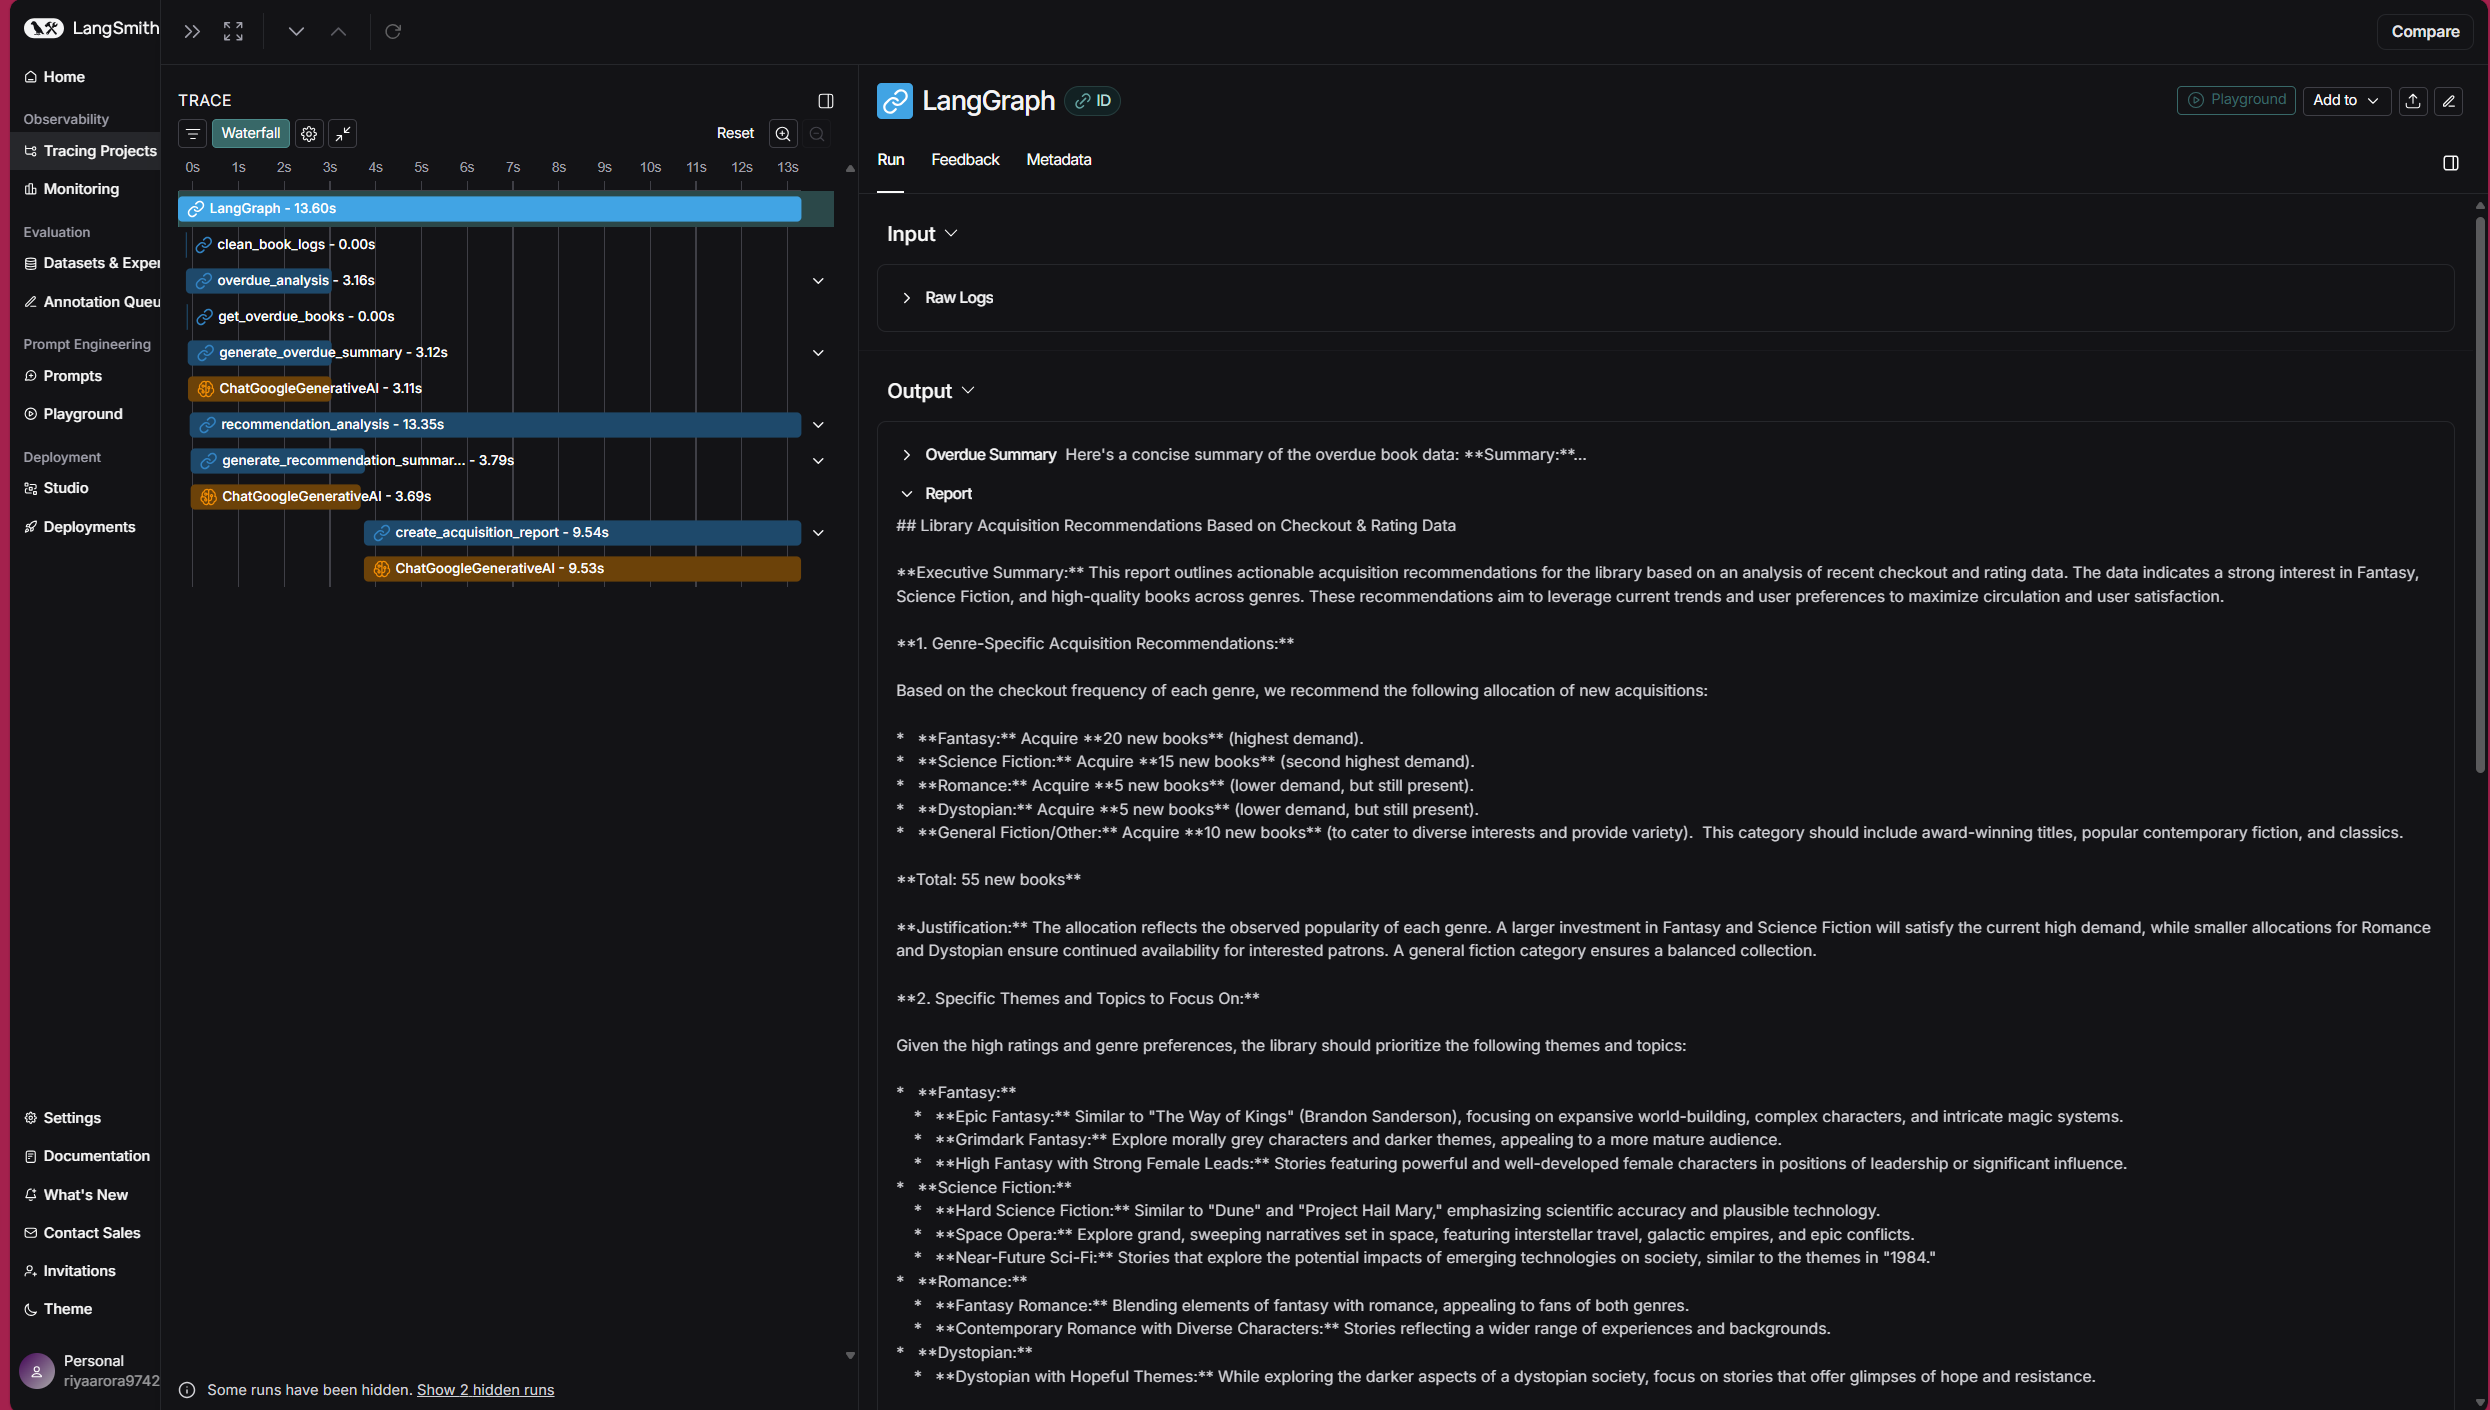 LangSmith
Home
Observability
Tracing Projects
Monitoring
Evaluation
Datasets & Exper
Annotation Queu
Prompt Engineering
Prompts
Playground
Deployment
Studio
Deployments
Settings
Documentation
What's New
Contact Sales
Invitations
Theme
Personal
riyaarora9742
TRACE
Waterfall
Reset
0s 1s 2s 3s 4s 5s 6s 7s 8s 9s 10s 11s 12s 13s
LangGraph - 13.60s
clean_book_logs - 0.00s
overdue_analysis - 3.16s
get_overdue_books - 0.00s
generate_overdue_summary - 3.12s
ChatGoogleGenerativeAI - 3.11s
recommendation_analysis - 13.35s
generate_recommendation_summar... - 3.79s
ChatGoogleGenerativeAI - 3.69s
create_acquisition_report - 9.54s
ChatGoogleGenerativeAI - 9.53s
Some runs have been hidden. Show 2 hidden runs
Compare
LangGraph ID
Playground Add to
Run Feedback Metadata
Input
Raw Logs
Output
Overdue Summary Here's a concise summary of the overdue book data: **Summary:**...
Report
## Library Acquisition Recommendations Based on Checkout & Rating Data
**Executive Summary:** This report outlines actionable acquisition recommendations for the library based on an analysis of recent checkout and rating data. The data indicates a strong interest in Fantasy,
Science Fiction, and high-quality books across genres. These recommendations aim to leverage current trends and user preferences to maximize circulation and user satisfaction.
**1. Genre-Specific Acquisition Recommendations:**
Based on the checkout frequency of each genre, we recommend the following allocation of new acquisitions:
* **Fantasy:** Acquire **20 new books** (highest demand).
* **Science Fiction:** Acquire **15 new books** (second highest demand).
* **Romance:** Acquire **5 new books** (lower demand, but still present).
* **Dystopian:** Acquire **5 new books** (lower demand, but still present).
* **General Fiction/Other:** Acquire **10 new books** (to cater to diverse interests and provide variety). This category should include award-winning titles, popular contemporary fiction, and classics.
**Total: 55 new books**
**Justification:** The allocation reflects the observed popularity of each genre. A larger investment in Fantasy and Science Fiction will satisfy the current high demand, while smaller allocations for Romance
and Dystopian ensure continued availability for interested patrons. A general fiction category ensures a balanced collection.
**2. Specific Themes and Topics to Focus On:**
Given the high ratings and genre preferences, the library should prioritize the following themes and topics:
* **Fantasy:**
* **Epic Fantasy:** Similar to "The Way of Kings" (Brandon Sanderson), focusing on expansive world-building, complex characters, and intricate magic systems.
* **Grimdark Fantasy:** Explore morally grey characters and darker themes, appealing to a more mature audience.
* **High Fantasy with Strong Female Leads:** Stories featuring powerful and well-developed female characters in positions of leadership or significant influence.
* **Science Fiction:**
* **Hard Science Fiction:** Similar to "Dune" and "Project Hail Mary," emphasizing scientific accuracy and plausible technology.
* **Space Opera:** Explore grand, sweeping narratives set in space, featuring interstellar travel, galactic empires, and epic conflicts.
* **Near-Future Sci-Fi:** Stories that explore the potential impacts of emerging technologies on society, similar to the themes in "1984."
* **Romance:**
* **Fantasy Romance:** Blending elements of fantasy with romance, appealing to fans of both genres.
* **Contemporary Romance with Diverse Characters:** Stories reflecting a wider range of experiences and backgrounds.
* **Dystopian:**
* **Dystopian with Hopeful Themes:** While exploring the darker aspects of a dystopian society, focus on stories that offer glimpses of hope and resistance.